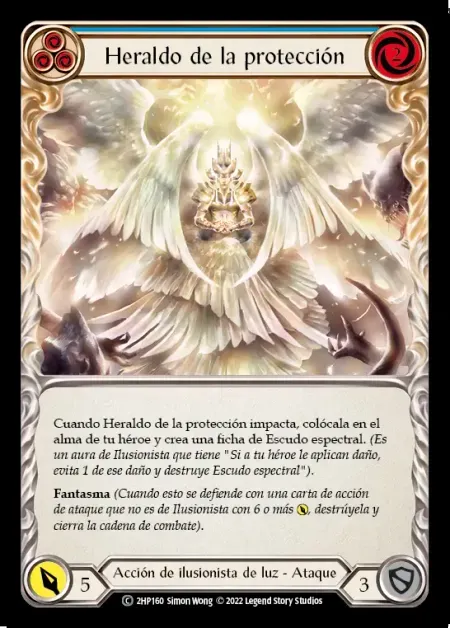 Heraldo de la protección
2
Cuando Heraldo de la protección impacta, colócala en el
alma de tu héroe y crea una ficha de Escudo espectral. (Es
un aura de Ilusionista que tiene "Si a tu héroe le aplican daño,
evita 1 de ese daño y destruye Escudo espectral").
Fantasma (Cuando esto se defiende con una carta de acción
de ataque que no es de Ilusionista con 6 o más , destrúyela y
cierra la cadena de combate).
5
Acción de ilusionista de luz - Ataque
3
C 2HP160 Simon Wong © 2022 Legend Story Studios